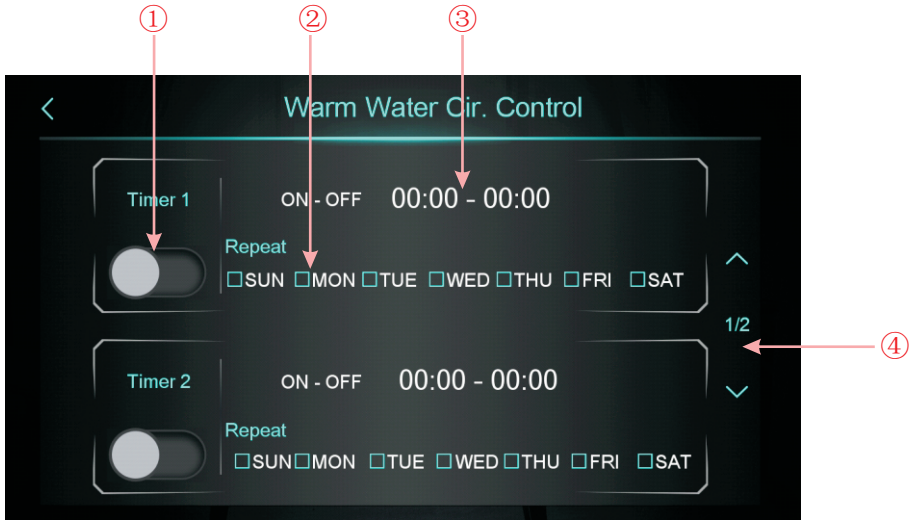 ① ② ③
Warm Water Cir. Control
Timer 1 ON - OFF 00:00 - 00:00
Repeat
□SUN □MON □TUE □WED □THU □FRI □SAT
1/2
④
Timer 2 ON - OFF 00:00 - 00:00
Repeat
□SUN□MON □TUE □WED □THU □FRI □SAT